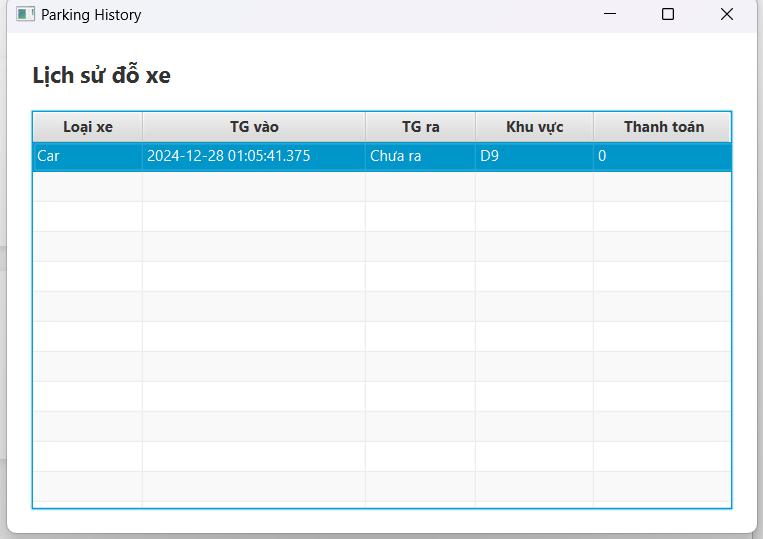 Parking History
Lịch sử đỗ xe
Loại xe TG vào TG ra Khu vực Thanh toán
Car 2024-12-28 01:05:41.375 Chưa ra D9 0